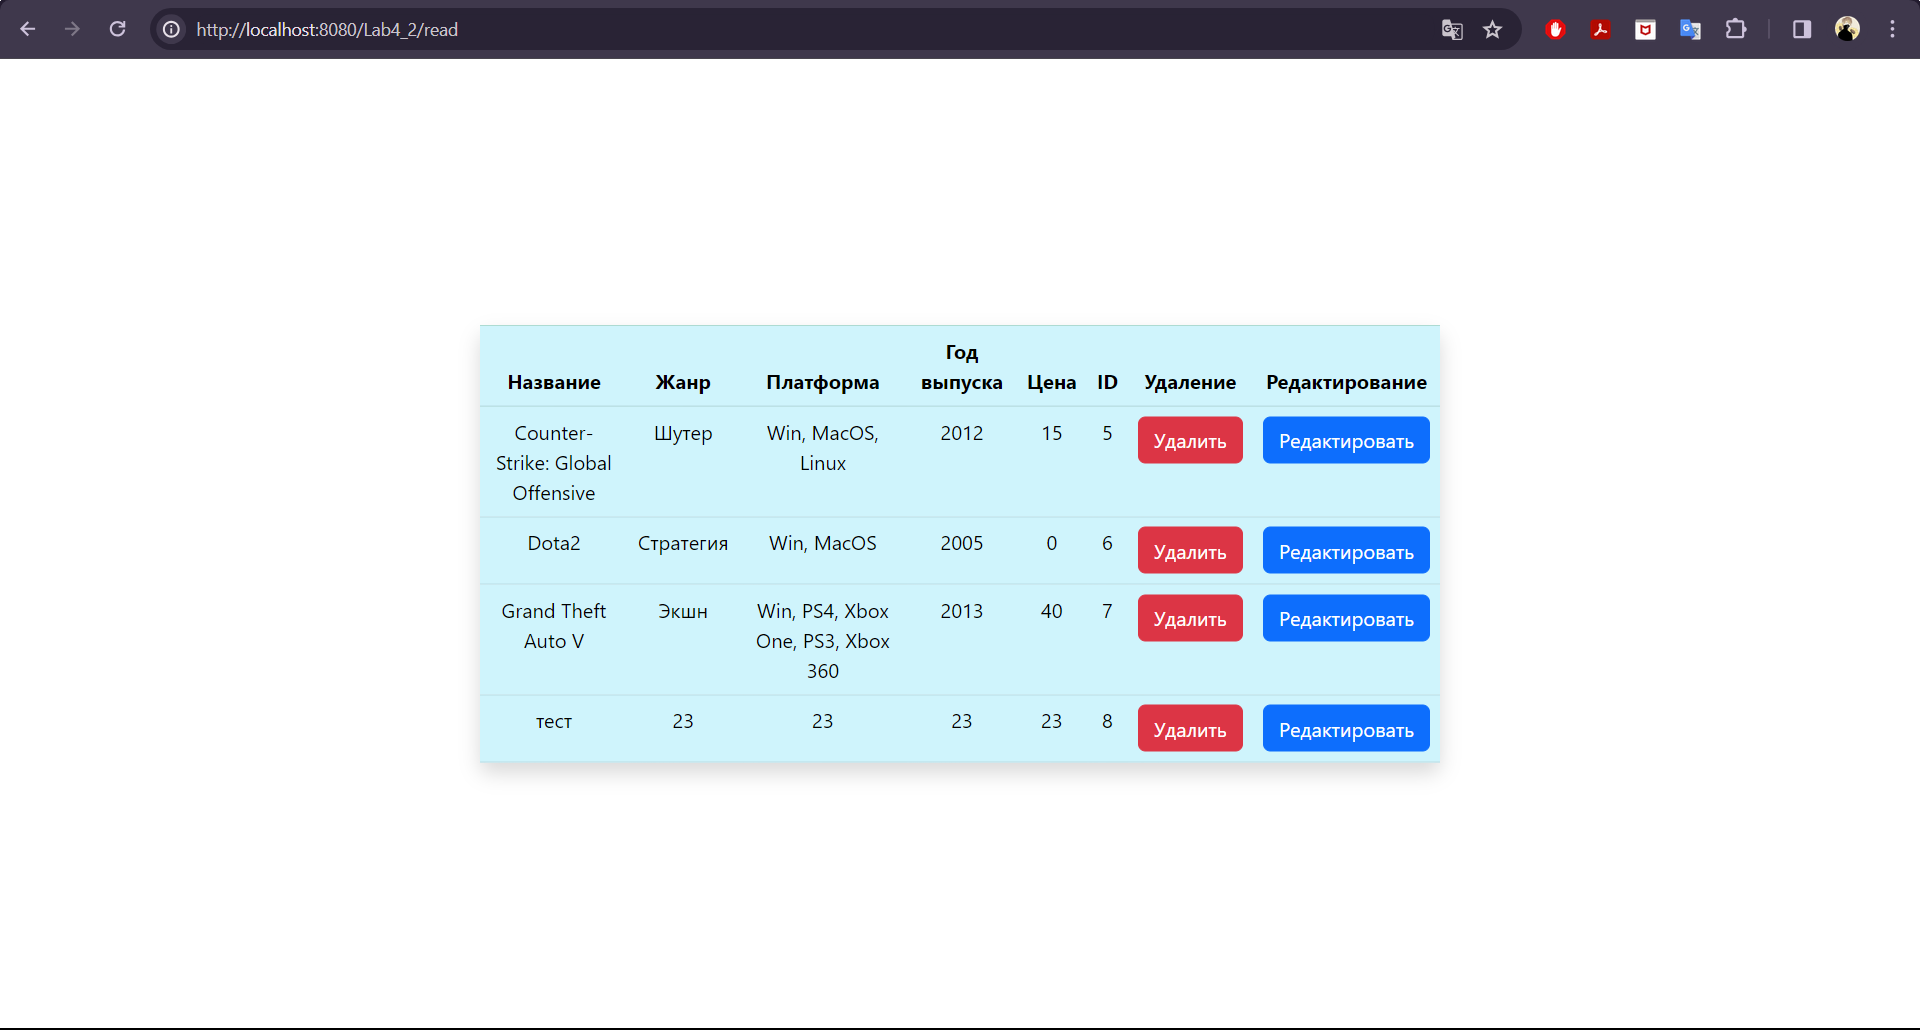 http://localhost:8080/Lab4_2/read
Название Жанр Платформа Год выпуска Цена ID Удаление Редактирование
Counter-
Strike: Global
Offensive
Шутер
Win, MacOS,
Linux
2012 15 5 Удалить Редактировать
Dota2 Стратегия Win, MacOS 2005 0 6 Удалить Редактировать
Grand Theft
Auto V
Экшн
Win, PS4, Xbox
One, PS3, Xbox
360
2013 40 7 Удалить Редактировать
тест 23 23 23 23 8 Удалить Редактировать